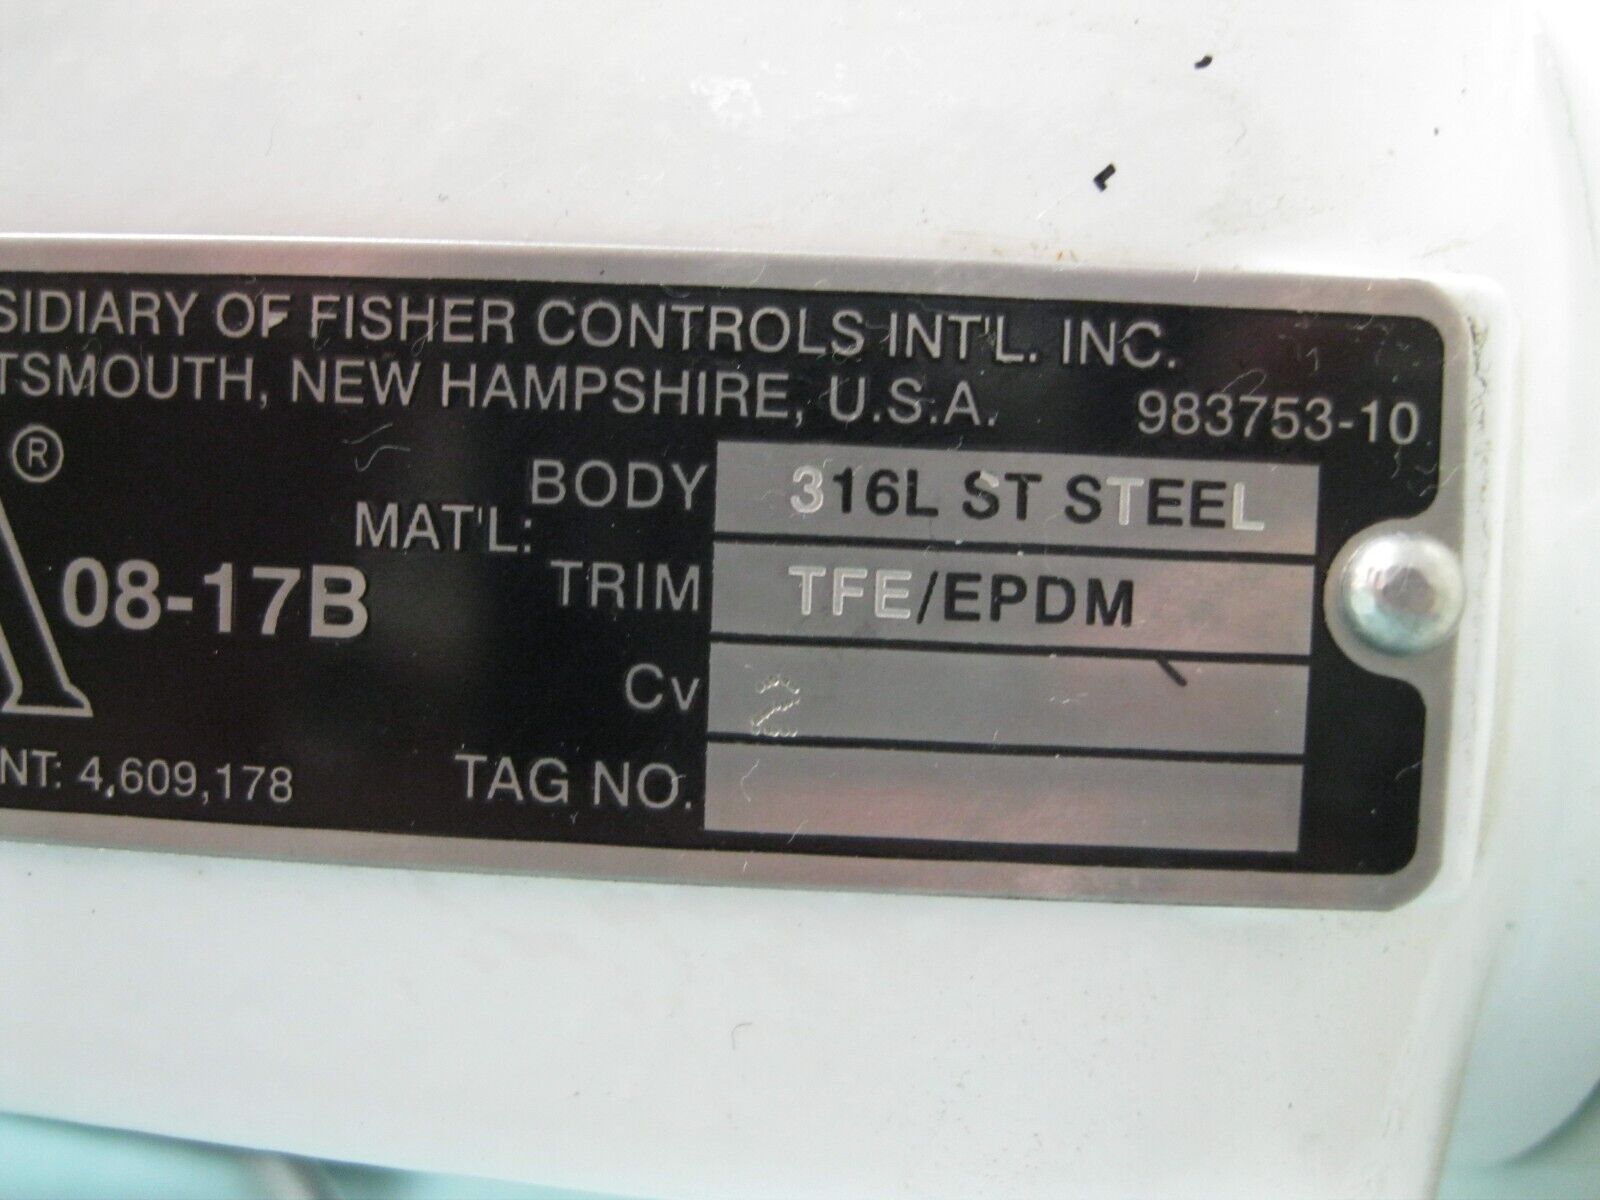 SIDIARY OF FISHER CONTROLS INT'L. INC.
TSMOUTH, NEW HAMPSHIRE, U.S.A. 983753-10
®
BODY 316L ST STEEL
MAT'L:
08-17B TRIM TFE/EPDM
Cv 2
NT: 4,609,178 TAG NO.